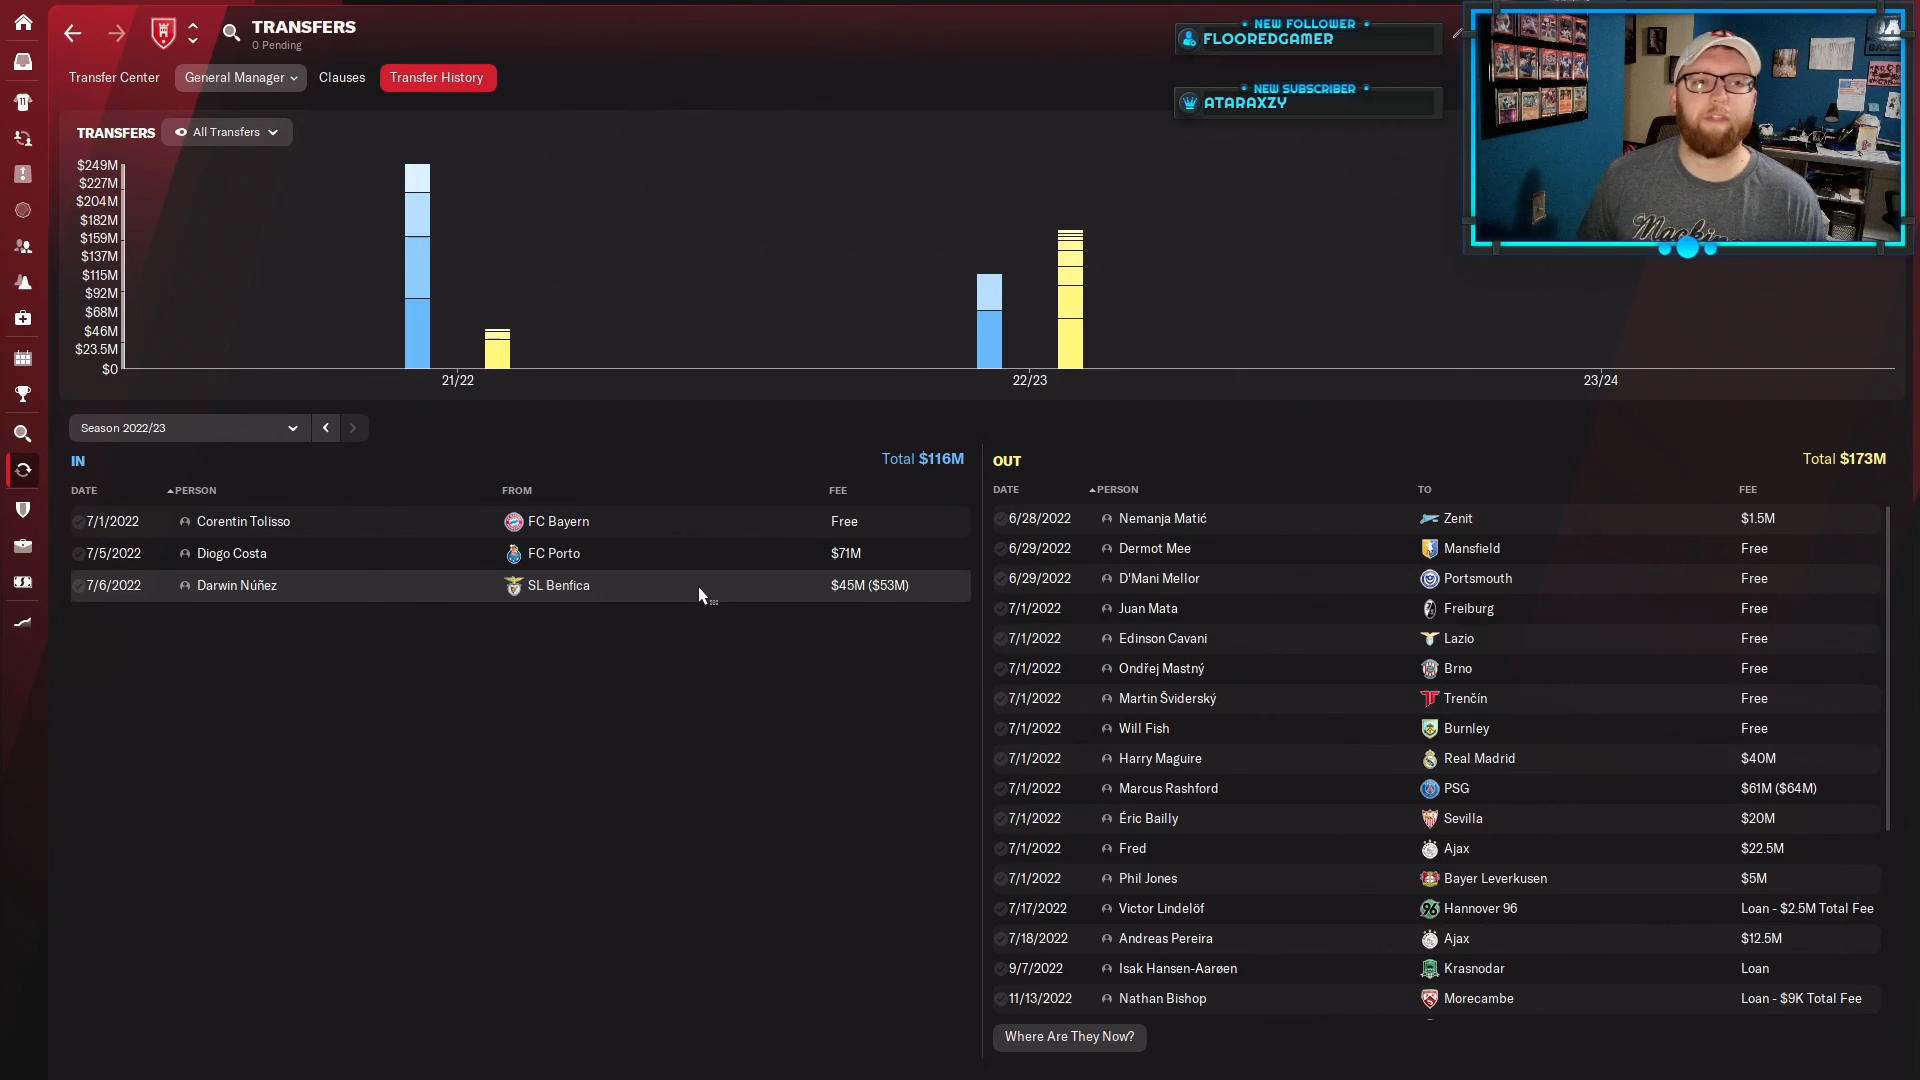 TRANSFERS
0 Pending
Transfer Center
General Manager
Clauses
Transfer History
NEW FOLLOWER
FLOOREDGAMER
NEW SUBSCRIBER
ATARAXZY
TRANSFERS
All Transfers
$249M
$227M
$204M
$182M
$159M
$137M
$115M
$92M
$68M
$46M
$23.5M
$0
21/22
22/23
23/24
Season 2022/23
IN
Total $116M
DATE PERSON FROM FEE
7/1/2022 Corentin Tolisso FC Bayern Free
7/5/2022 Diogo Costa FC Porto $71M
7/6/2022 Darwin Núñez SL Benfica $45M ($53M)
OUT
Total $173M
DATE PERSON TO FEE
6/28/2022 Nemanja Matić Zenit $1.5M
6/29/2022 Dermot Mee Mansfield Free
6/29/2022 D'Mani Mellor Portsmouth Free
7/1/2022 Juan Mata Freiburg Free
7/1/2022 Edinson Cavani Lazio Free
7/1/2022 Ondřej Mastný Brno Free
7/1/2022 Martin Šviderský Trenčín Free
7/1/2022 Will Fish Burnley Free
7/1/2022 Harry Maguire Real Madrid $40M
7/1/2022 Marcus Rashford PSG $61M ($64M)
7/1/2022 Éric Bailly Sevilla $20M
7/1/2022 Fred Ajax $22.5M
7/1/2022 Phil Jones Bayer Leverkusen $5M
7/17/2022 Victor Lindelöf Hannover 96 Loan - $2.5M Total Fee
7/18/2022 Andreas Pereira Ajax $12.5M
9/7/2022 Isak Hansen-Aarøen Krasnodar Loan
11/13/2022 Nathan Bishop Morecambe Loan - $9K Total Fee
Where Are They Now?